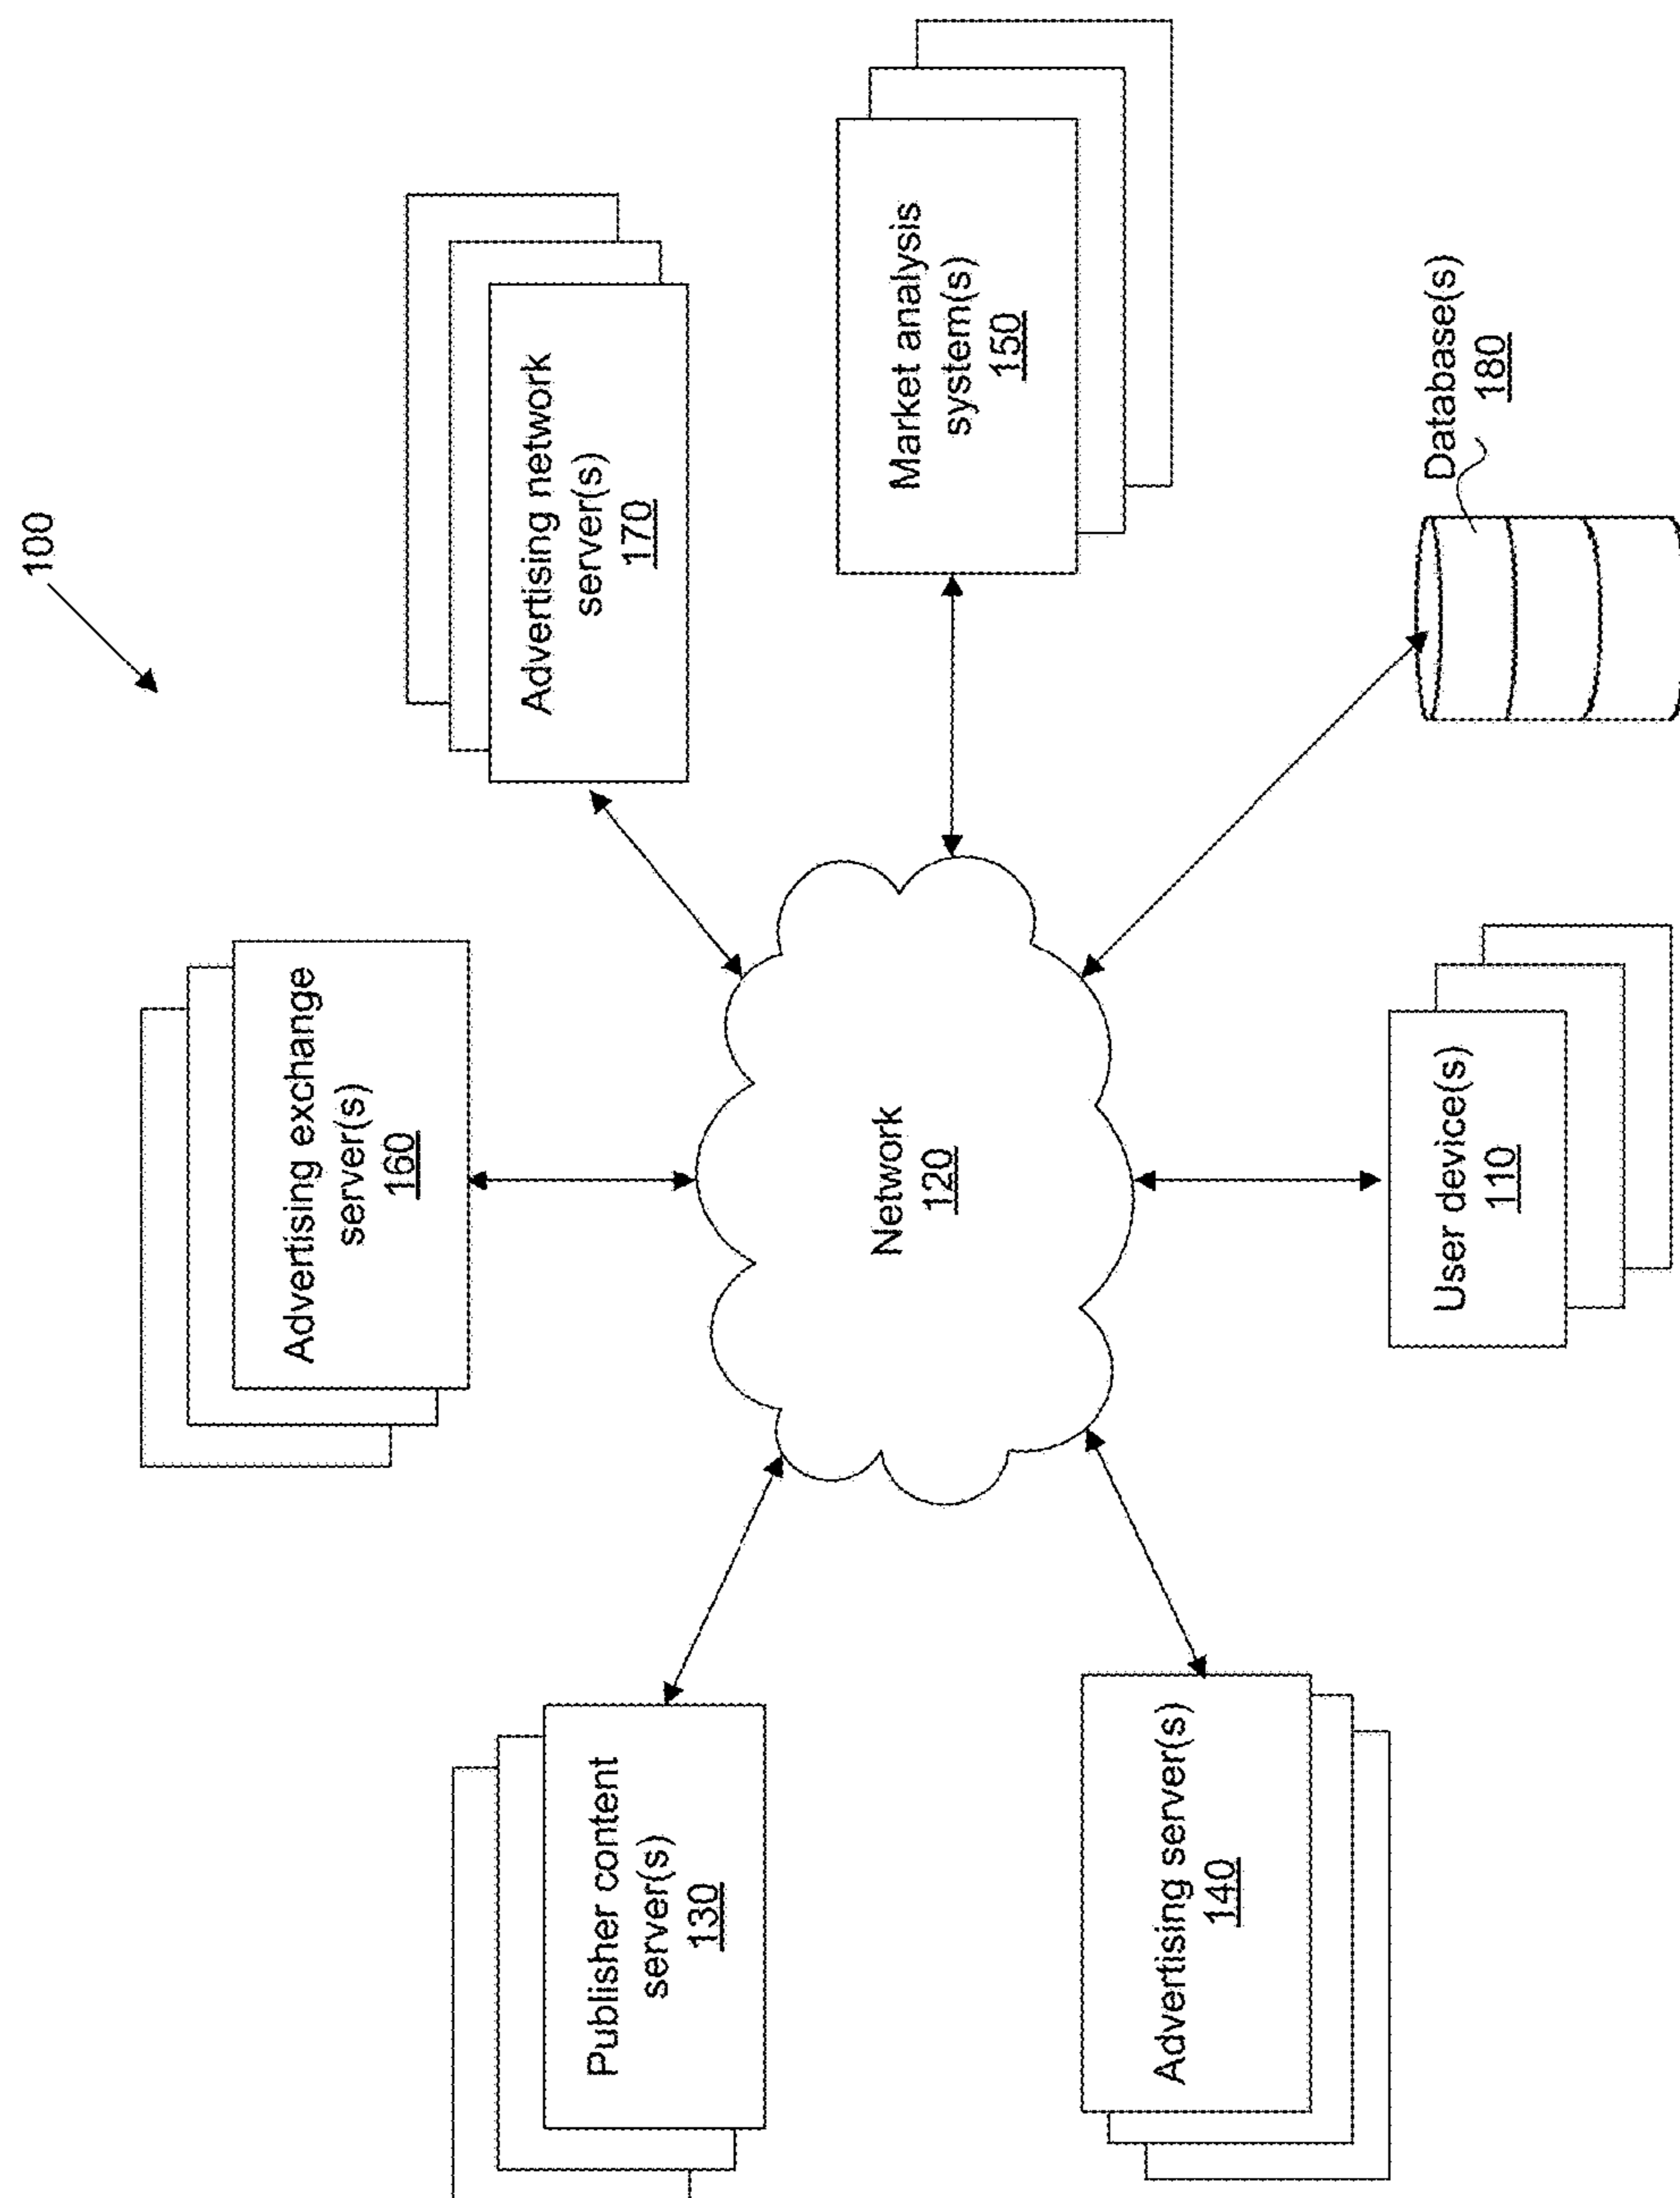 100
Advertising exchange
server(s)
160
Publisher content
server(s)
130
Advertising network
server(s)
170
Network
120
Market analysis
system(s)
150
Advertising server(s)
140
User device(s)
110
Database(s)
180